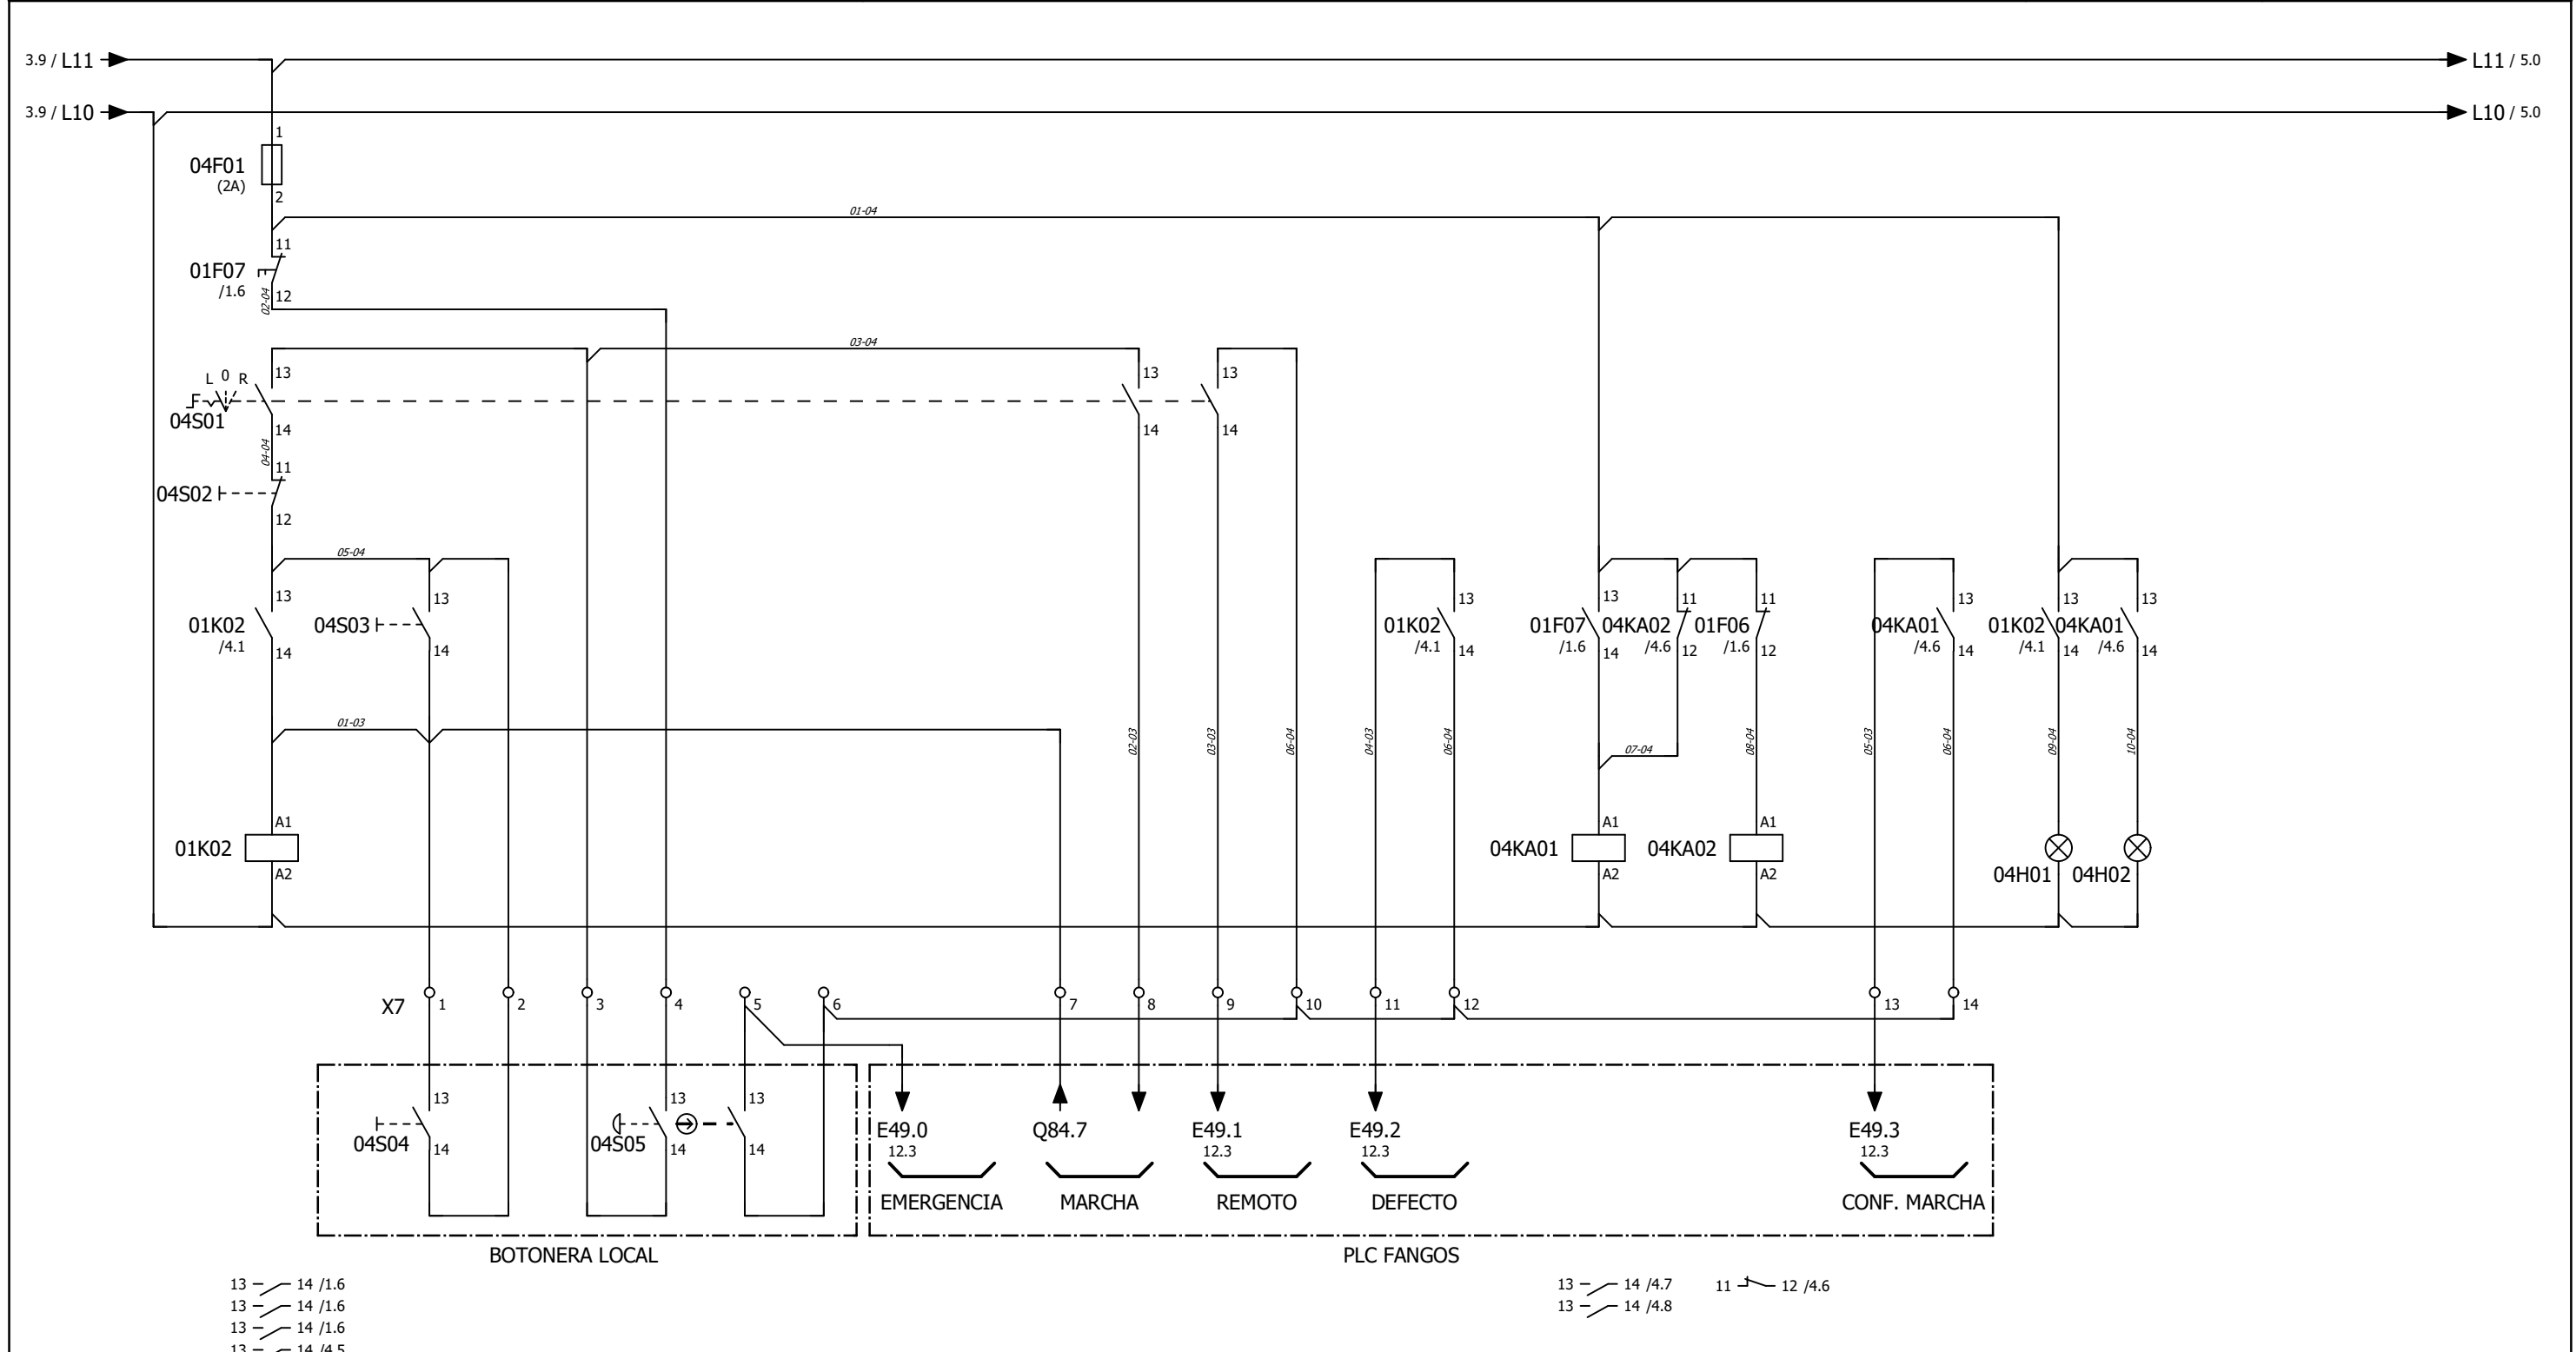 3.9 / L11
L11 / 5.0
3.9 / L10
L10 / 5.0
1
04F01
(2A)
2
01-04
11
01F07
/1.6
12
02-04
03-04
13
13
13
L 0 R
04S01
14
14
14
04-04
11
04S02
12
05-04
13
01K02
/4.1
14
13
04S03
14
13
01K02
/4.1
14
13
01F07
/1.6
14
11
04KA02
/4.6
12
11
01F06
/1.6
12
13
04KA01
/4.6
14
13
01K02
/4.1
14
13
04KA01
/4.6
14
01-03
02-03
03-03
06-04
04-03
06-04
07-04
08-04
05-03
06-04
09-04
10-04
A1
01K02
A2
A1
04KA01
A2
A1
04KA02
A2
04H01
04H02
X7
1 2 3 4 5 6 7 8 9 10 11 12 13 14
13
04S04
14
13
04S05
14
13
14
E49.0
12.3
EMERGENCIA
Q84.7
MARCHA
E49.1
12.3
REMOTO
E49.2
12.3
DEFECTO
E49.3
12.3
CONF. MARCHA
BOTONERA LOCAL
PLC FANGOS
13 14 /1.6
13 14 /1.6
13 14 /1.6
13 14 /4.5
13 14 /4.7
13 14 /4.8
11 12 /4.6